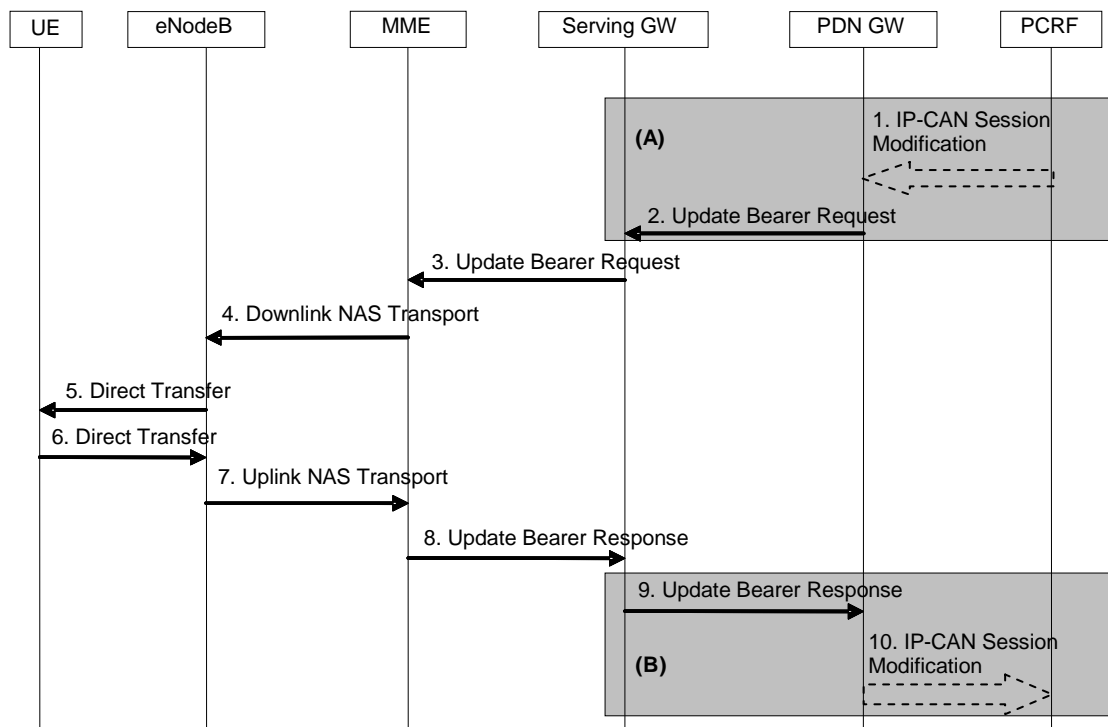 UE eNodeB MME Serving GW PDN GW PCRF
(A)
1. IP-CAN Session
Modification
2. Update Bearer Request
3. Update Bearer Request
4. Downlink NAS Transport
5. Direct Transfer
6. Direct Transfer
7. Uplink NAS Transport
8. Update Bearer Response
9. Update Bearer Response
(B)
10. IP-CAN Session
Modification